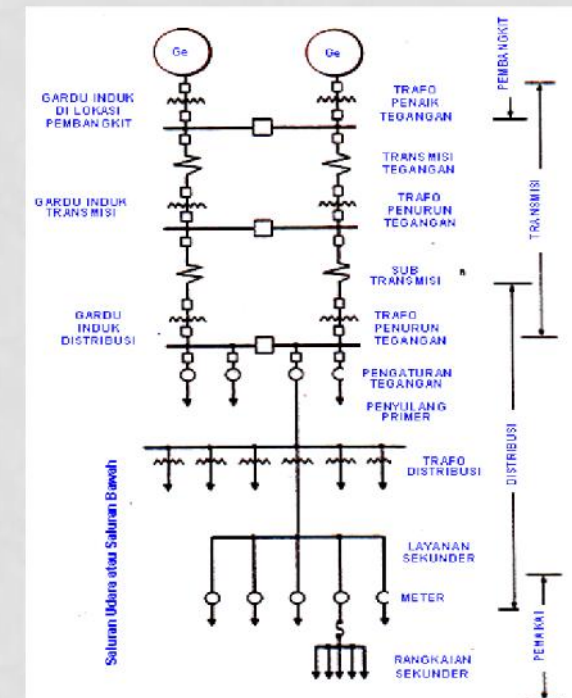 Ge
Ge
GARDU INDUK
DI LOKASI
PEMBANGKIT
TRAFO
PENAIK
TEGANGAN
PEMBANGKIT
TRANSMISI
TEGANGAN
GARDU INDUK
TRANSMISI
TRAFO
PENURUN
TEGANGAN
TRANSMISI
SUB
TRANSMISI
GARDU
INDUK
DISTRIBUSI
TRAFO
PENURUN
TEGANGAN
PENGATURAN
TEGANGAN
PENYULANG
PRIMER
TRAFO
DISTRIBUSI
DISTRIBUSI
Saluran Udara atau Saluran Bawah
LAYANAN
SEKUNDER
METER
PEMAKAI
RANGKAIAN
SEKUNDER